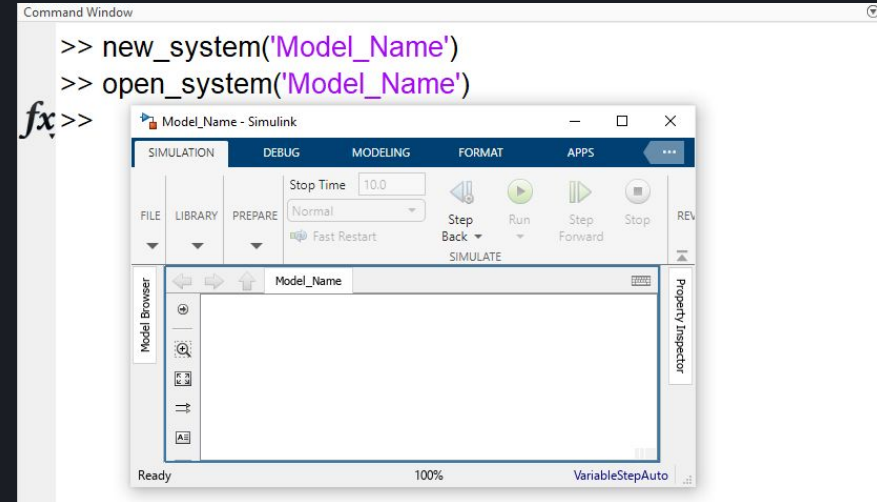 Command Window
>> new_system('Model_Name')
>> open_system('Model_Name')
fx >>
Model_Name - Simulink
SIMULATION DEBUG MODELING FORMAT APPS
FILE LIBRARY PREPARE
Stop Time 10.0
Normal
Fast Restart
Step Back
Run
Step Forward
Stop
SIMULATE
REV
Model Browser
Model_Name
Property Inspector
Ready 100% VariableStepAuto